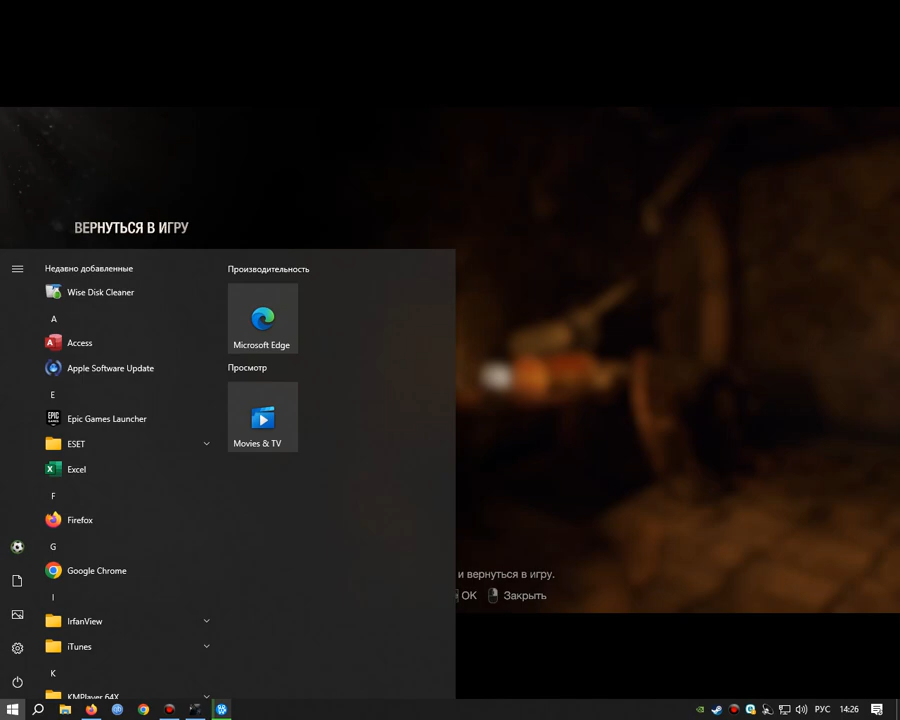 ВЕРНУТЬСЯ В ИГРУ
Недавно добавленные
Wise Disk Cleaner
A
Access
Apple Software Update
E
Epic Games Launcher
ESET
Excel
F
Firefox
G
Google Chrome
I
IrfanView
iTunes
K
KMPlayer 64X
Производительность
Microsoft Edge
Просмотр
Movies & TV
и вернуться в игру.
OK Закрыть
РУС 14:26